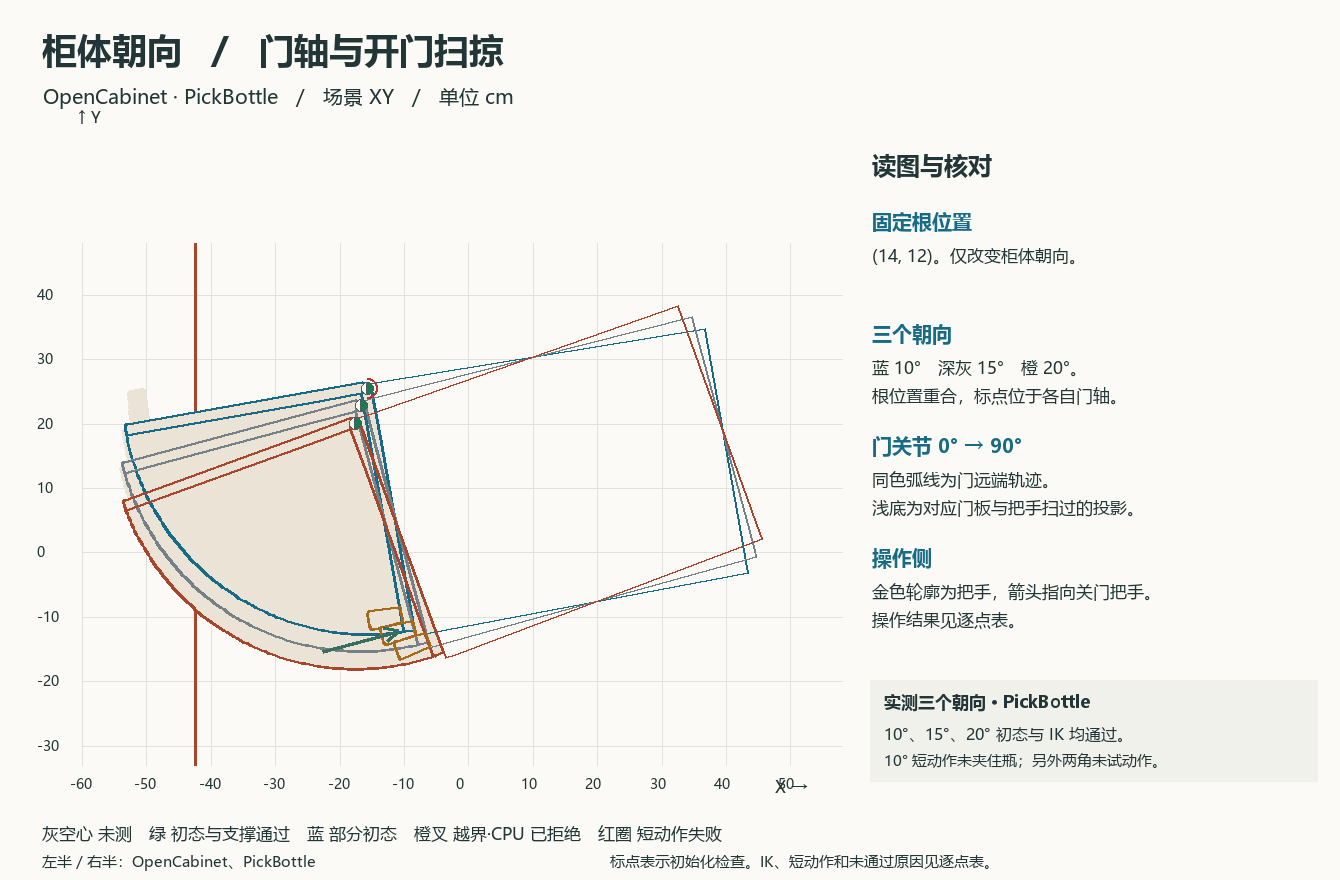 柜体朝向 / 门轴与开门扫掠
OpenCabinet · PickBottle / 场景 XY / 单位 cm
↑Y
40
30
20
10
0
-10
-20
-30
-60 -50 -40 -30 -20 -10 0 10 20 30 40 50
X→
读图与核对
固定根位置
(14, 12)。仅改变柜体朝向。
三个朝向
蓝 10° 深灰 15° 橙 20°。
根位置重合，标点位于各自门轴。
门关节 0° → 90°
同色弧线为门远端轨迹。
浅底为对应门板与把手扫过的投影。
操作侧
金色轮廓为把手，箭头指向关门把手。
操作结果见逐点表。
实测三个朝向 • PickBottle
10°、15°、20° 初态与 IK 均通过。
10° 短动作未夹住瓶；另外两角未试动作。
灰空心 未测 绿 初态与支撑通过 蓝 部分初态 橙叉 越界·CPU 已拒绝 红圈 短动作失败
左半 / 右半：OpenCabinet、PickBottle
标点表示初始化检查。IK、短动作和未通过原因见逐点表。